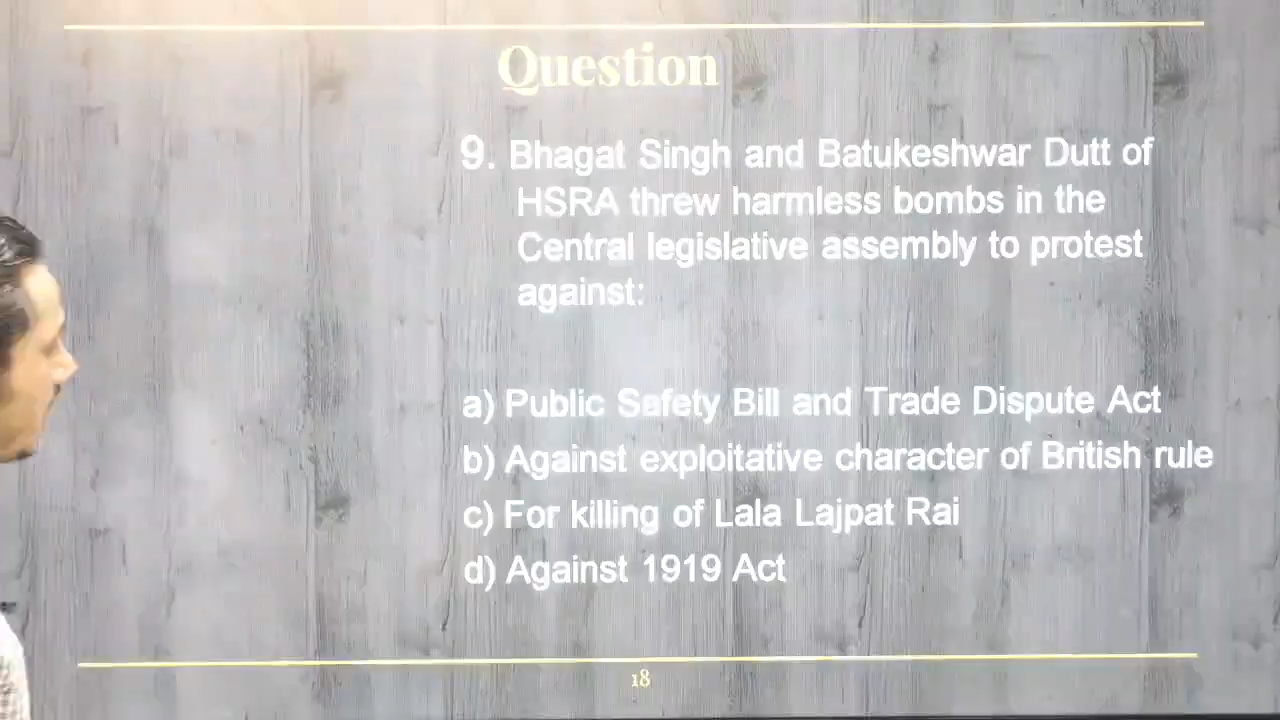 Question
9. Bhagat Singh and Batukeshwar Dutt of
HSRA threw harmless bombs in the
Central legislative assembly to protest
against:
a) Public Safety Bill and Trade Dispute Act
b) Against exploitative character of British rule
c) For killing of Lala Lajpat Rai
d) Against 1919 Act
18